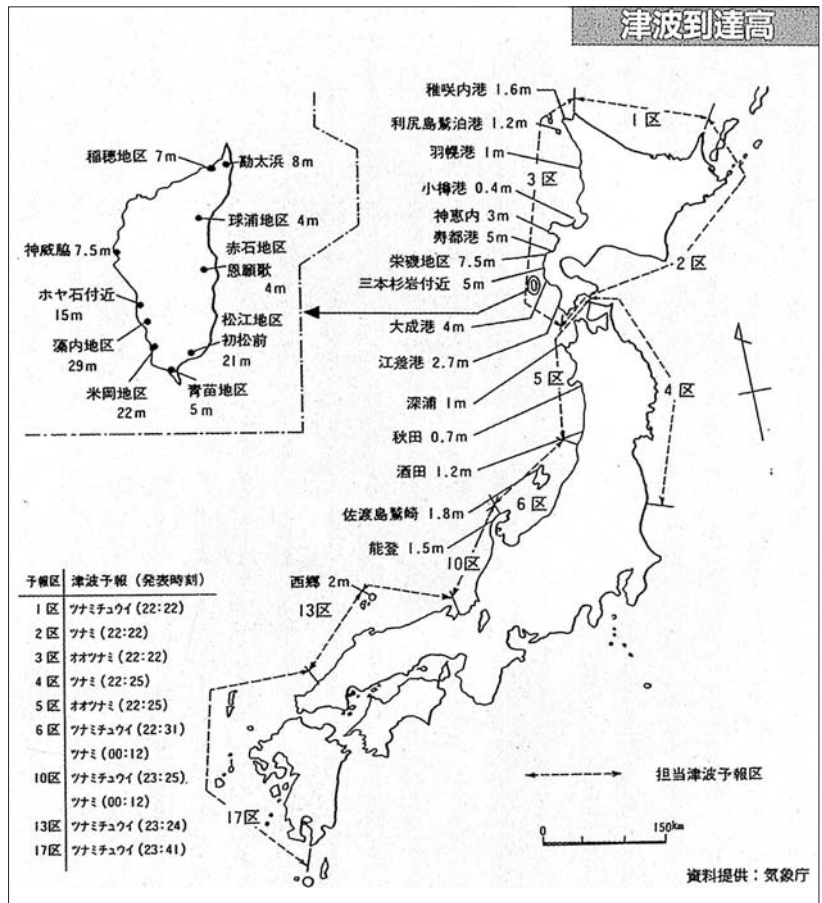 津波到達高
稚咲内港 1.6m
利尻島鷲泊港 1.2m
羽幌港 1m
小樽港 0.4m
神恵内 3m
寿都港 5m
栄磯地区 7.5m
三本杉岩付近 5m
大成港 4m
江差港 2.7m
深浦 1m
秋田 0.7m
酒田 1.2m
佐渡島鷲崎 1.8m
能登 1.5m
西郷 2m
1区
3区
2区
5区
4区
6区
10区
13区
17区
稲穂地区 7m
勘太浜 8m
球浦地区 4m
神威脇 7.5m
赤石地区
恩願歌
4m
ホヤ石付近
15m
松江地区
初松前
21m
藻内地区
29m
米岡地区
22m
青苗地区
5m
予報区 津波予報(発表時刻)
1区 ツナミチュウイ(22:22)
2区 ツナミ(22:22)
3区 オオツナミ(22:22)
4区 ツナミ(22:25)
5区 オオツナミ(22:25)
6区 ツナミチュウイ(22:31)
ツナミ(00:12)
10区 ツナミチュウイ(23:25)
ツナミ(00:12)
13区 ツナミチュウイ(23:24)
17区 ツナミチュウイ(23:41)
担当津波予報区
0 150km
資料提供:気象庁